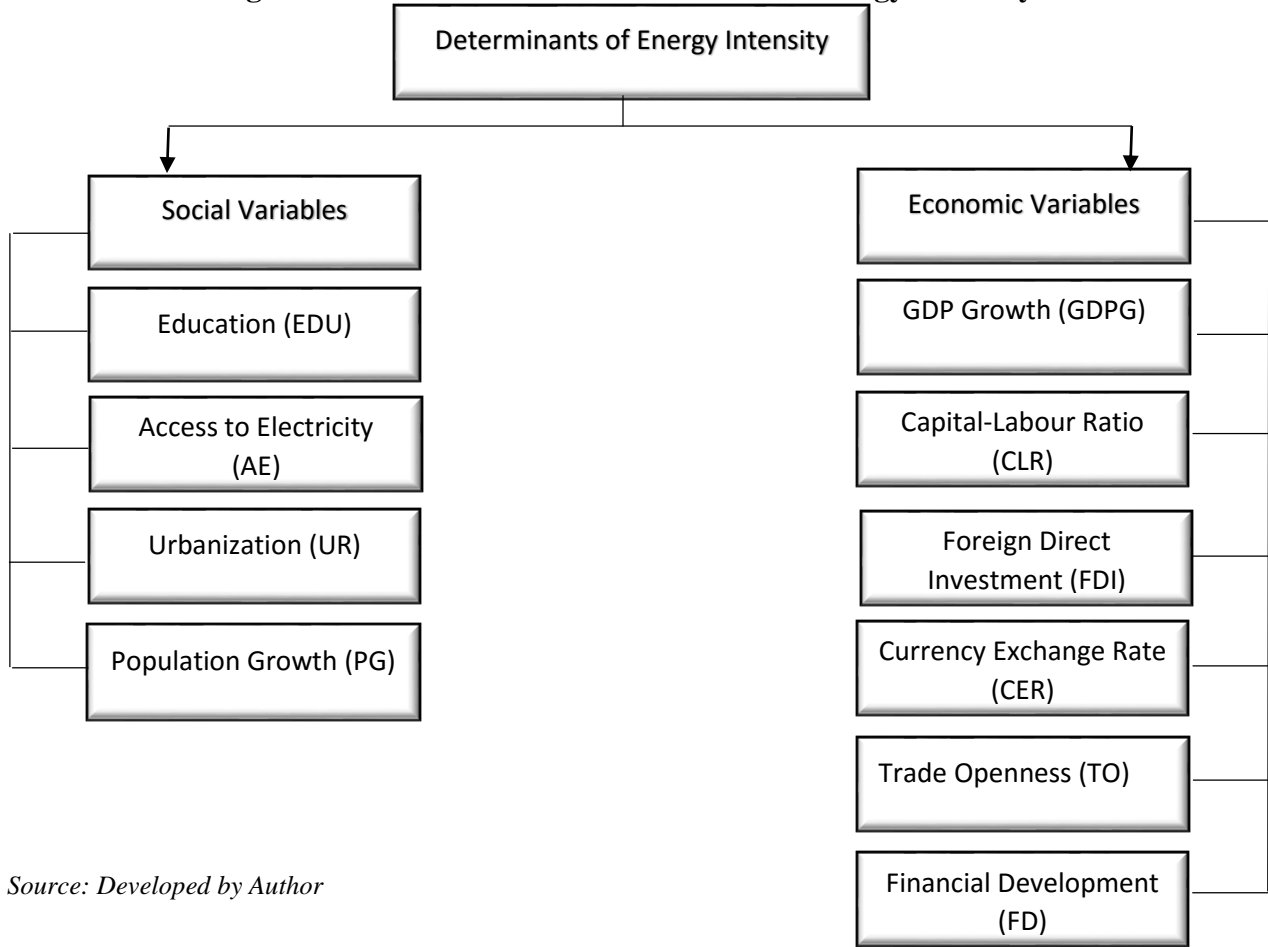 Determinants of Energy Intensity
Social Variables
Education (EDU)
Access to Electricity
(AE)
Urbanization (UR)
Population Growth (PG)
Economic Variables
GDP Growth (GDPG)
Capital-Labour Ratio
(CLR)
Foreign Direct
Investment (FDI)
Currency Exchange Rate
(CER)
Trade Openness (TO)
Financial Development
(FD)
Source: Developed by Author